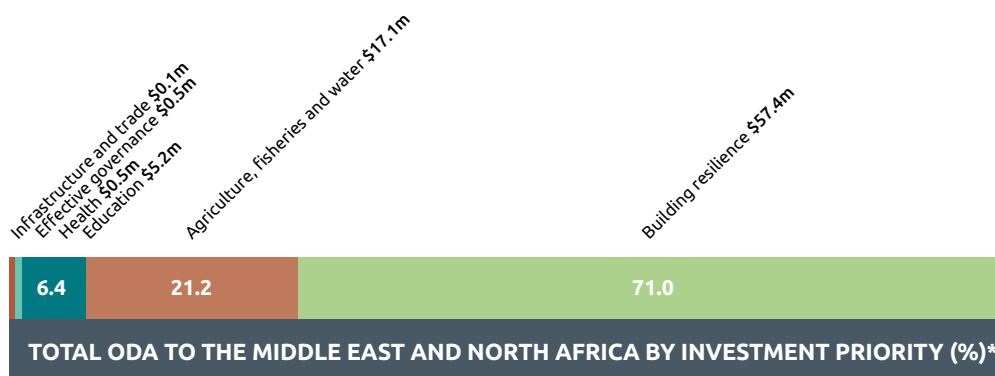 Infrastructure and trade $0.1m
Effective governance $0.5m
Health $0.5m
Education $5.2m
Agriculture, fisheries and water $17.1m
Building resilience $57.4m
6.4
21.2
71.0
TOTAL ODA TO THE MIDDLE EAST AND NORTH AFRICA BY INVESTMENT PRIORITY (%)*